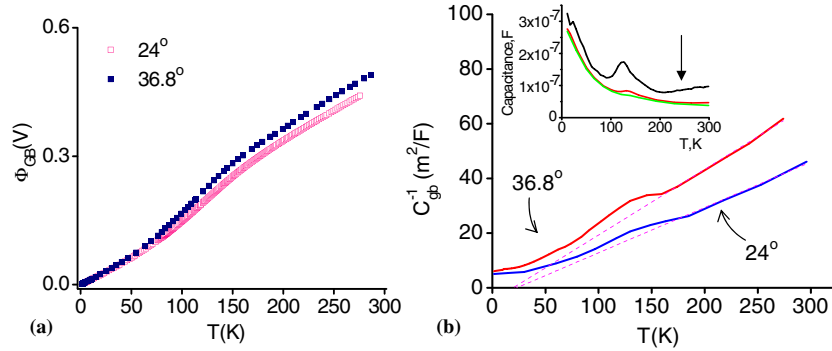 0.6
24°
36.8°
Φ_GB(V)
0.3
0.0
0 50 100 150 200 250 300
(a)
T(K)
100
80
60
40
20
0
C_gb^-1 (m²/F)
3x10^-7
2x10^-7
1x10^-7
0
Capacitance,F
0 100 200 300
T,K
36.8°
24°
0 50 100 150 200 250 300
(b)
T(K)